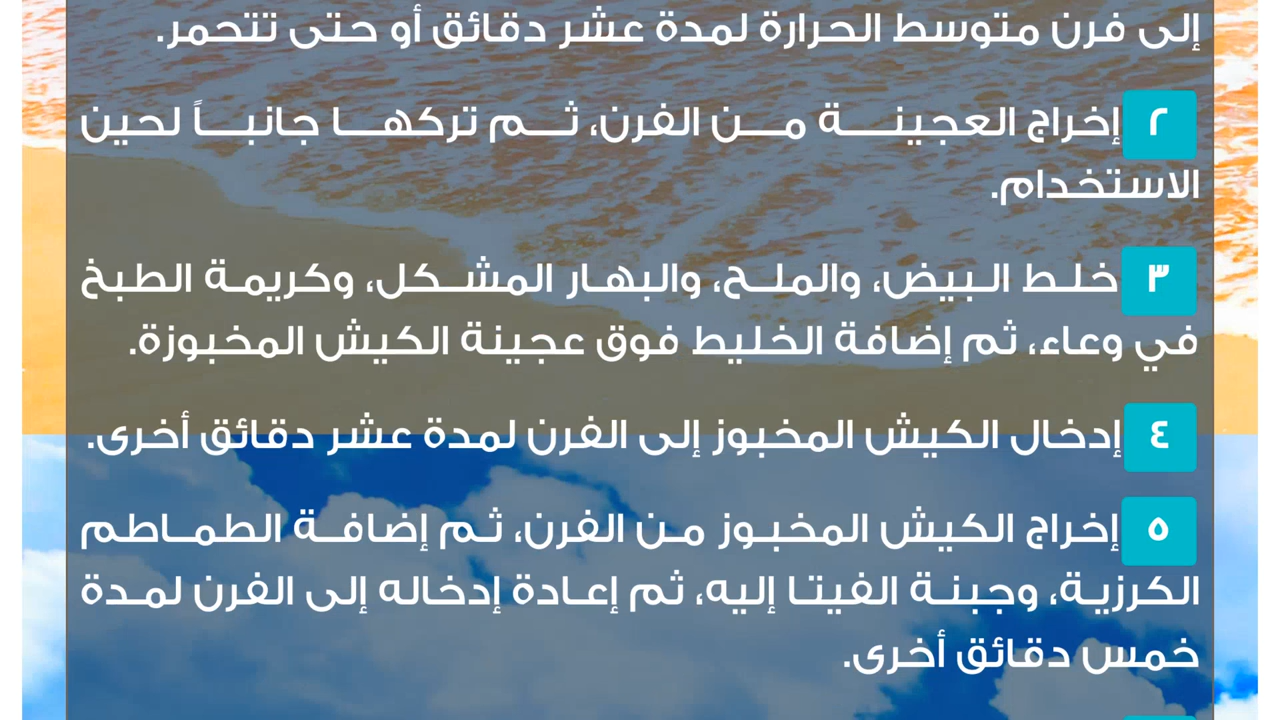 إلى فرن متوسط الحرارة لمدة عشر دقائق أو حتى تتحمر.
٢ إخراج العجينة من الفرن، ثم تركها جانباً لحين
الاستخدام.
٣ خلط البيض، والملح، والبهار المشكل، وكريمة الطبخ
في وعاء، ثم إضافة الخليط فوق عجينة الكيش المخبوزة.
٤ إدخال الكيش المخبوز إلى الفرن لمدة عشر دقائق أخرى.
٥ إخراج الكيش المخبوز من الفرن، ثم إضافة الطماطم
الكرزية، وجبنة الفيتا إليه، ثم إعادة إدخاله إلى الفرن لمدة
خمس دقائق أخرى.